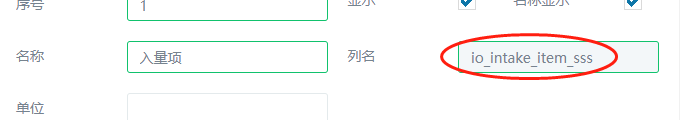 序号 1 显示 名称显示
名称 入量项 列名 io_intake_item_sss
单位